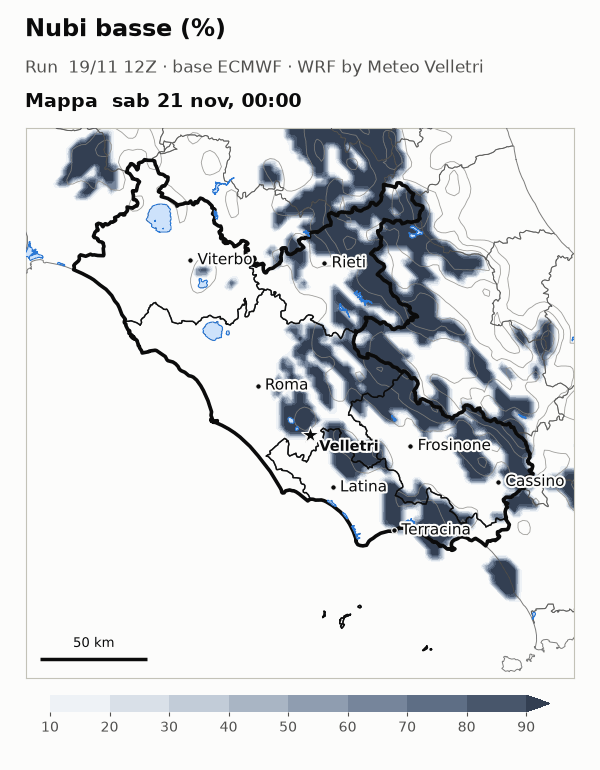 Nubi basse (%)
Run 19/11 12Z · base ECMWF · WRF by Meteo Velletri
Mappa sab 21 nov, 00:00
Viterbo
Rieti
Roma
Velletri
Frosinone
Latina
Cassino
Terracina
50 km
10 20 30 40 50 60 70 80 90